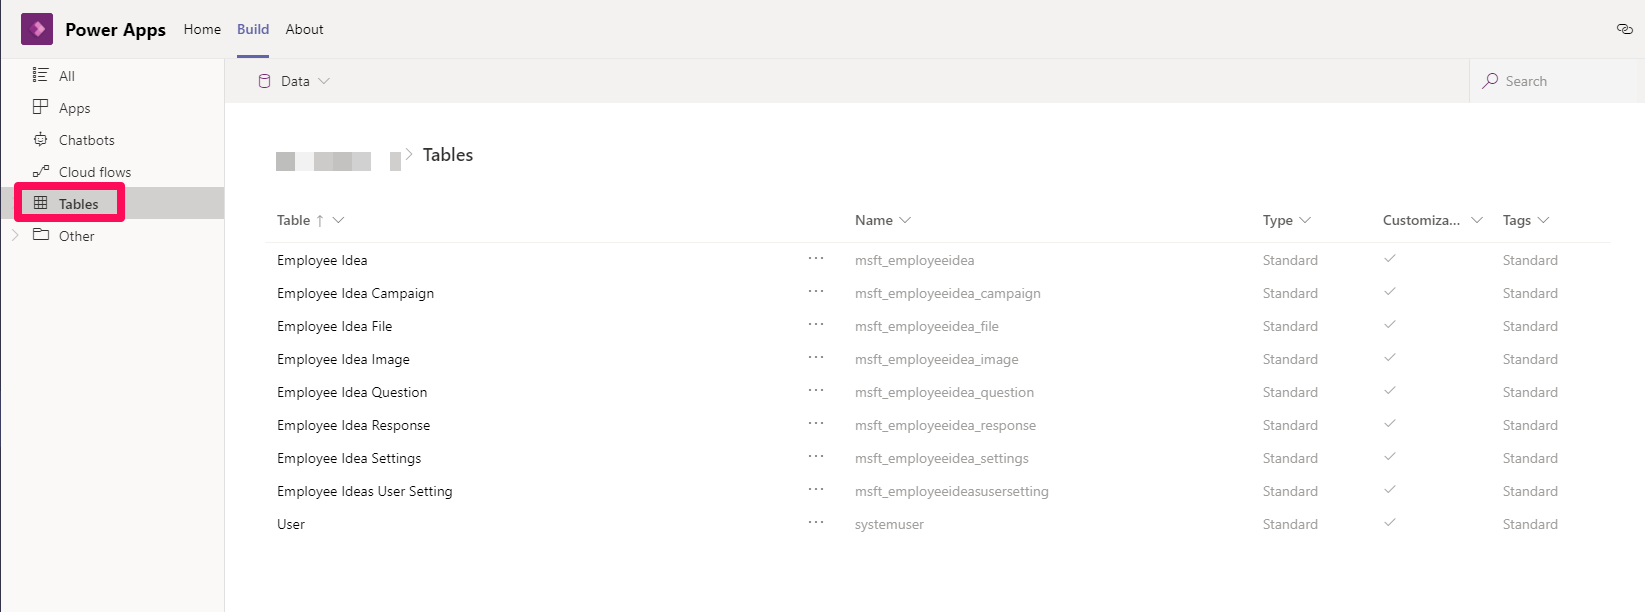 Power Apps Home Build About
All
Data
Search
Apps
Chatbots
Cloud flows
Tables
Other
Tables
Table Name Type Customiza... Tags
Employee Idea ... msft_employeeidea Standard Standard
Employee Idea Campaign ... msft_employeeidea_campaign Standard Standard
Employee Idea File ... msft_employeeidea_file Standard Standard
Employee Idea Image ... msft_employeeidea_image Standard Standard
Employee Idea Question ... msft_employeeidea_question Standard Standard
Employee Idea Response ... msft_employeeidea_response Standard Standard
Employee Idea Settings ... msft_employeeidea_settings Standard Standard
Employee Ideas User Setting ... msft_employeeideasusersetting Standard Standard
User ... systemuser Standard Standard